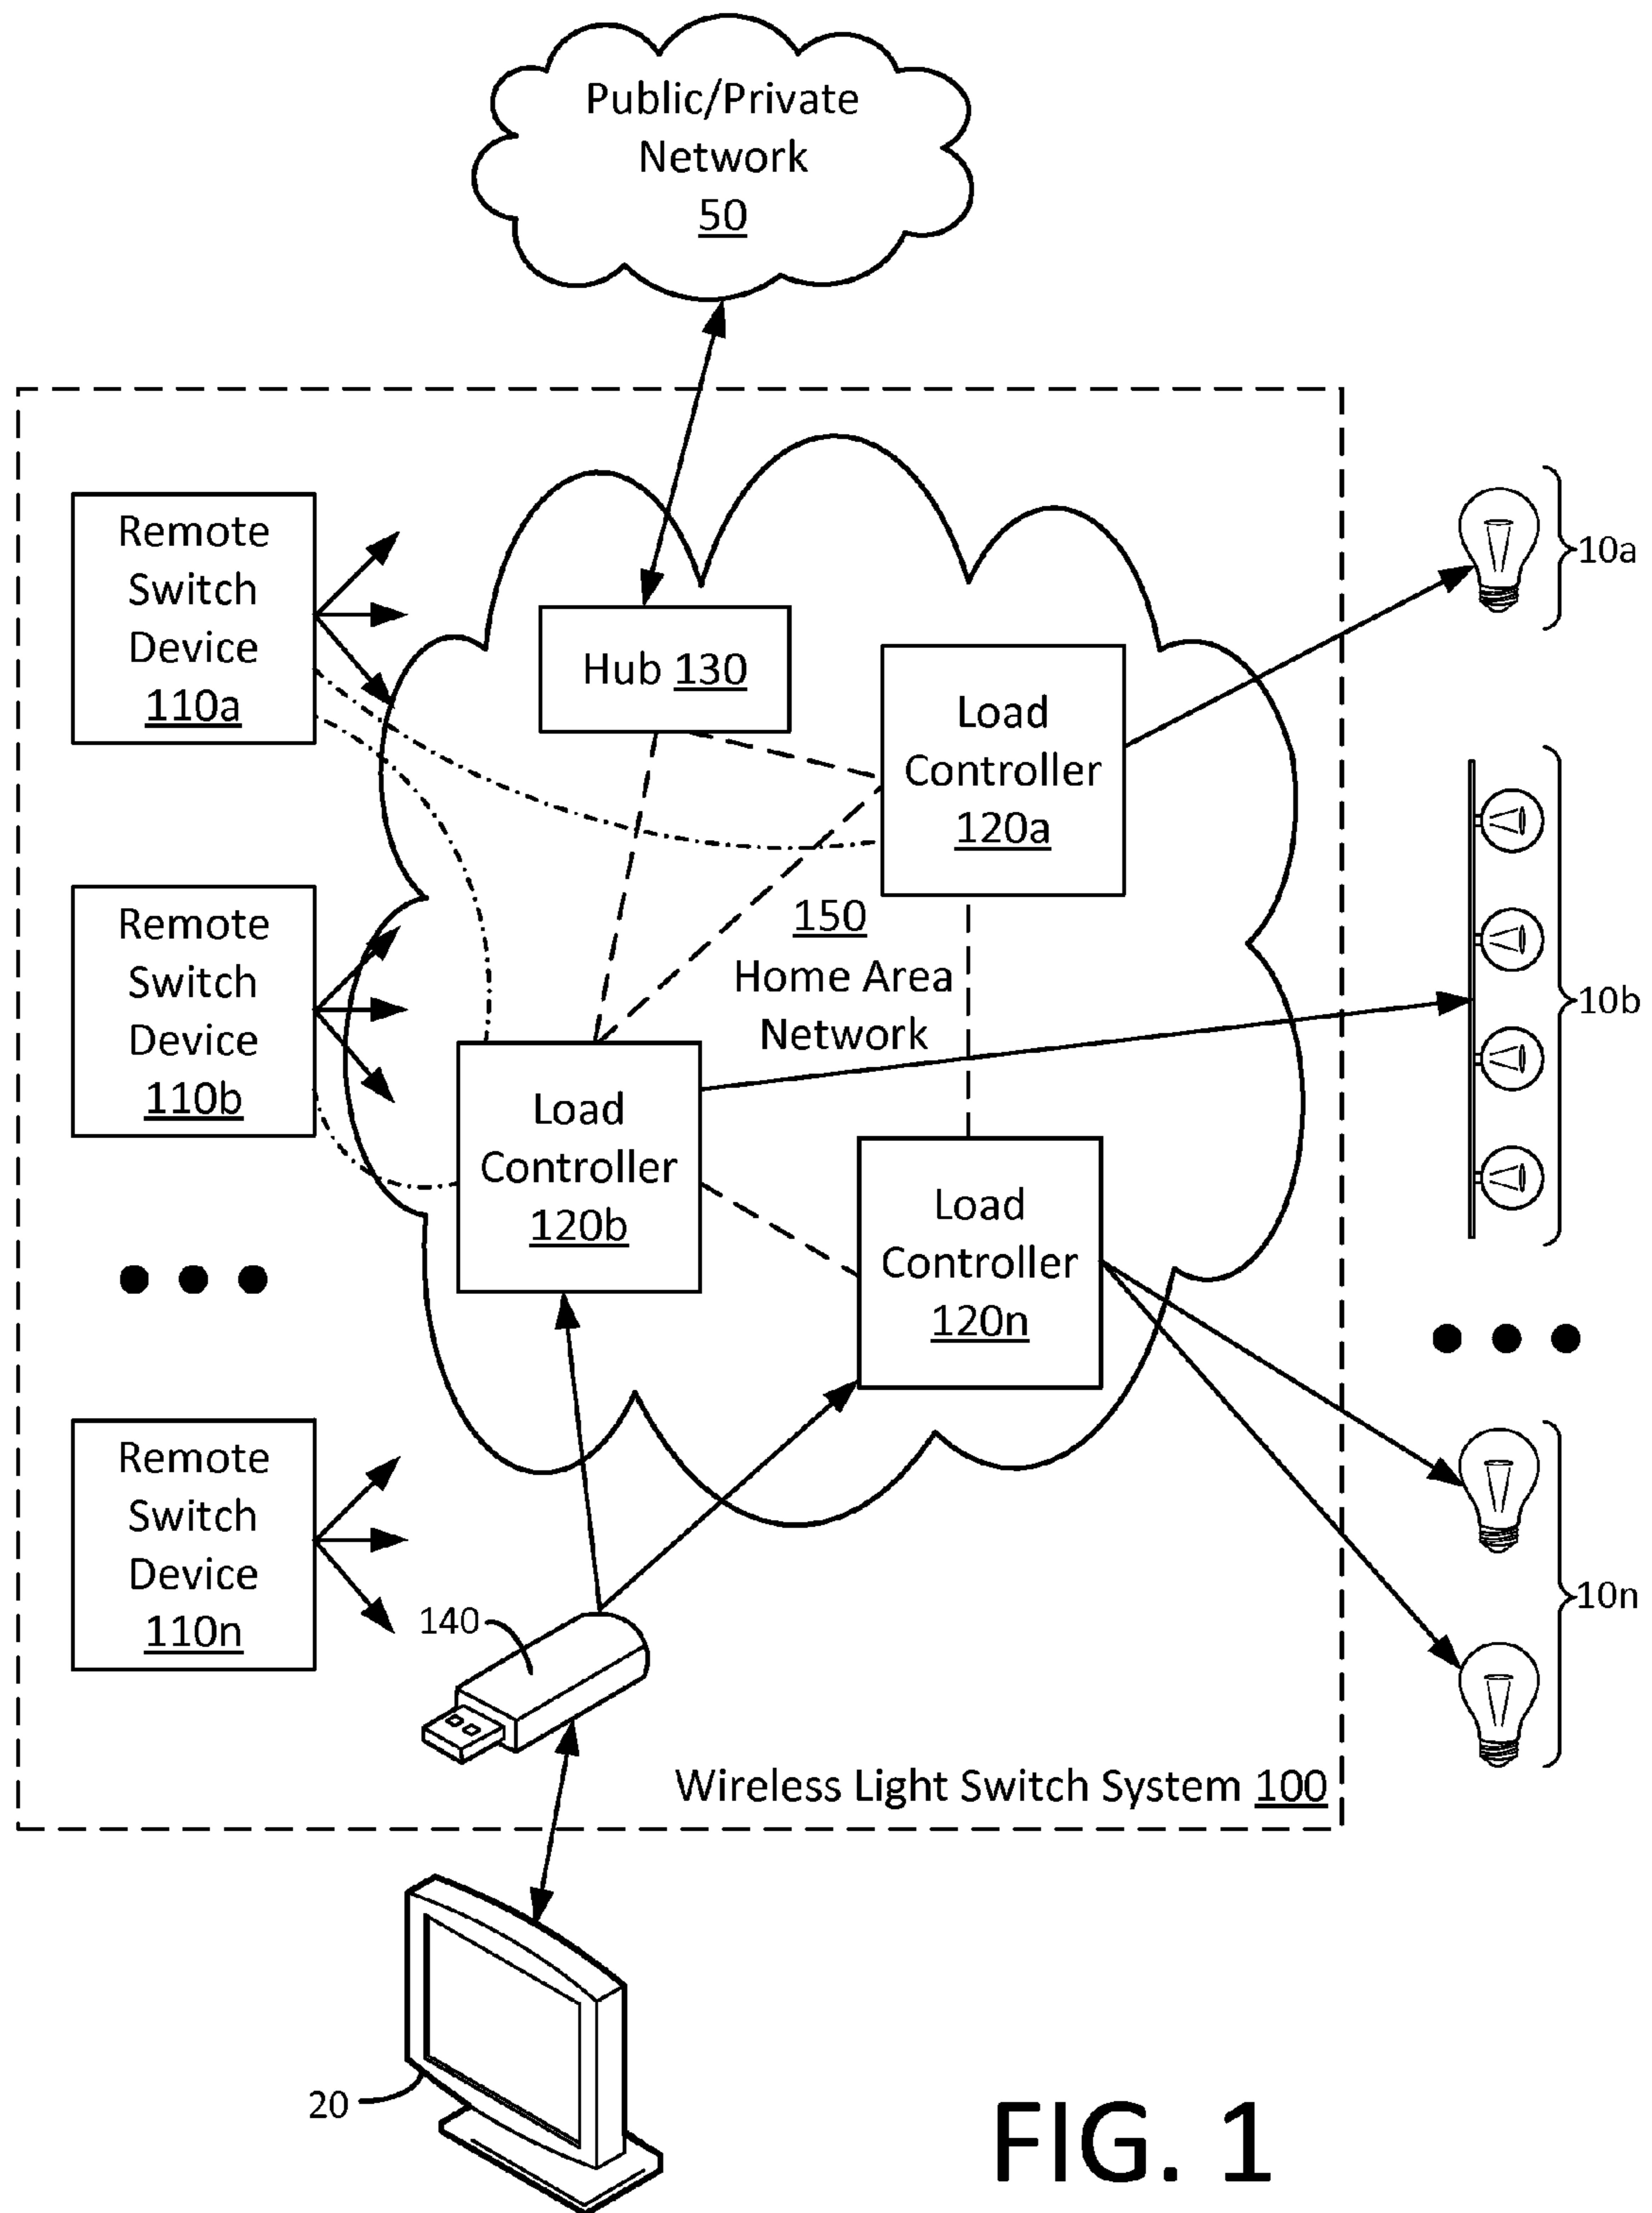 Public/Private
Network
50
Remote
Switch
Device
110a
Hub 130
Load
Controller
120a
10a
Remote
Switch
Device
110b
150
Home Area
Network
10b
Load
Controller
120b
Load
Controller
120n
Remote
Switch
Device
110n
140
10n
Wireless Light Switch System 100
20
FIG. 1